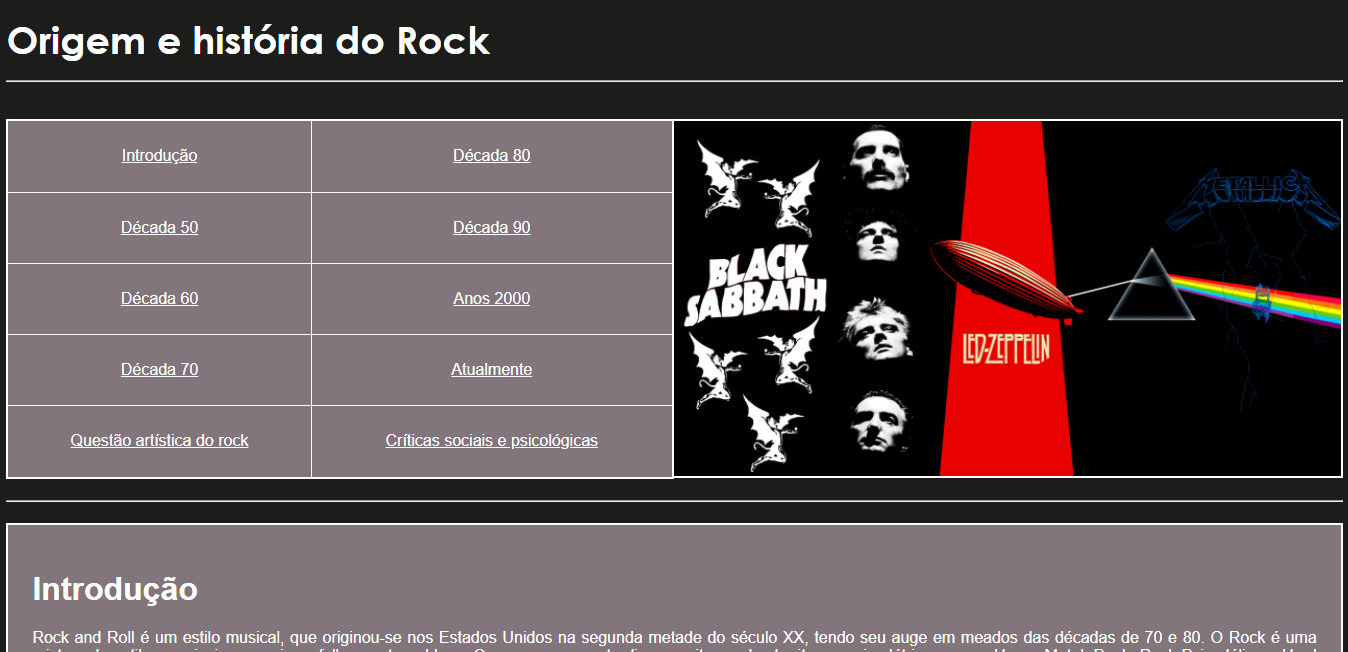 Origem e história do Rock
Introdução
Década 80
Década 50
Década 90
Década 60
Anos 2000
Década 70
Atualmente
Questão artística do rock
Críticas sociais e psicológicas
METALLICA
BLACK
SABBATH
LED-ZEPPELIN
Introdução
Rock and Roll é um estilo musical, que originou-se nos Estados Unidos na segunda metade do século XX, tendo seu auge em meados das décadas de 70 e 80. O Rock é uma